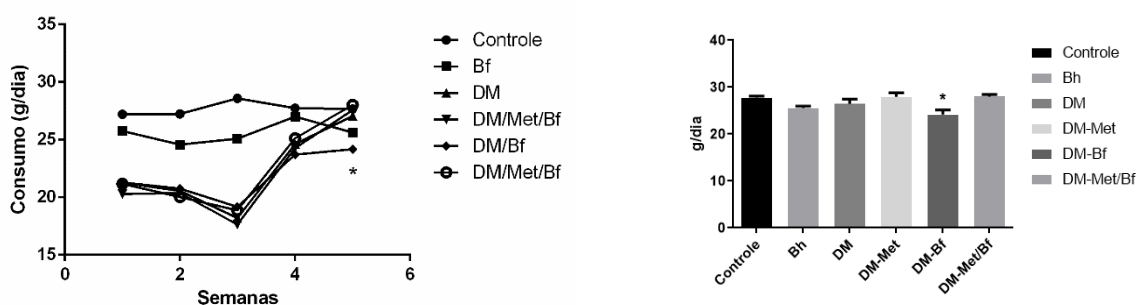 Consumo (g/dia)
35
30
25
20
15
0
2
4
6
Semanas
*
Controle
Bf
DM
DM/Met/Bf
DM/Bf
DM/Met/Bf
g/dia
40
30
20
10
0
*
Controle
Bh
DM
DM-Met
DM-Bf
DM-Met/Bf
Controle
Bh
DM
DM-Met
DM-Bf
DM-Met/Bf